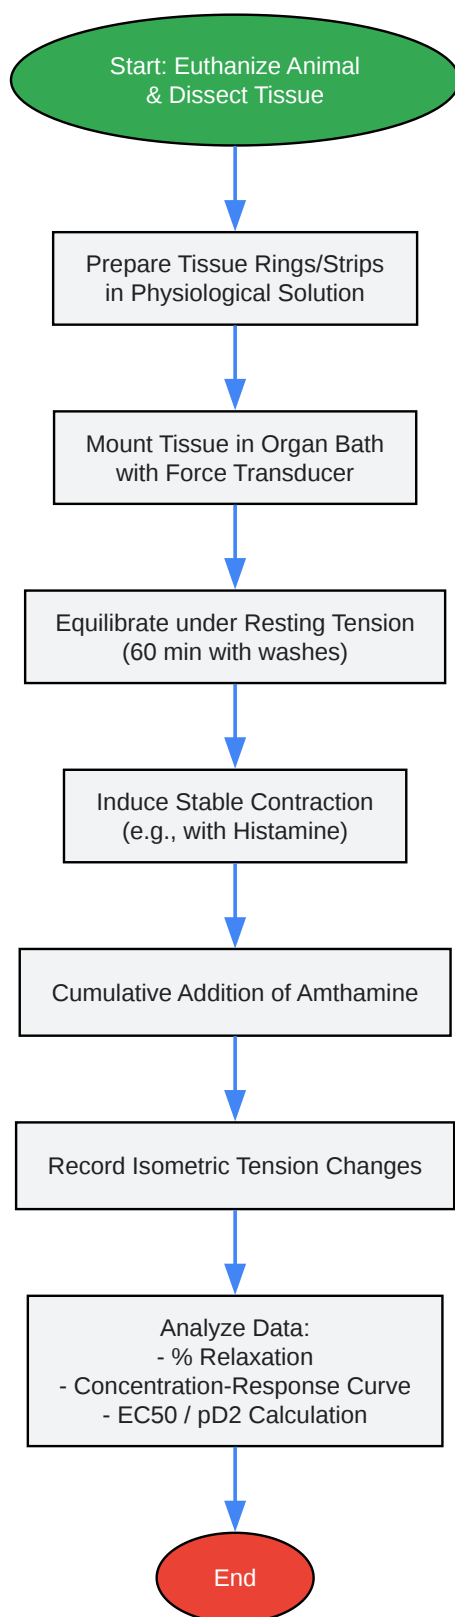 Start: Euthanize Animal
& Dissect Tissue
Prepare Tissue Rings/Strips
in Physiological Solution
Mount Tissue in Organ Bath
with Force Transducer
Equilibrate under Resting Tension
(60 min with washes)
Induce Stable Contraction
(e.g., with Histamine)
Cumulative Addition of Amthamine
Record Isometric Tension Changes
Analyze Data:
- % Relaxation
- Concentration-Response Curve
- EC50 / pD2 Calculation
End